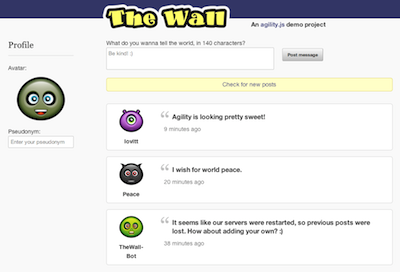 The Wall
An agility.js demo project
Profile
What do you wanna tell the world, in 140 characters?
Be kind! :)
Post message
Avatar:
Check for new posts
Pseudonym:
Enter your pseudonym
Agility is looking pretty sweet!
9 minutes ago
lovitt
I wish for world peace.
20 minutes ago
Peace
It seems like our servers were restarted, so previous posts were
lost. How about adding your own? :)
38 minutes ago
TheWall-
Bot